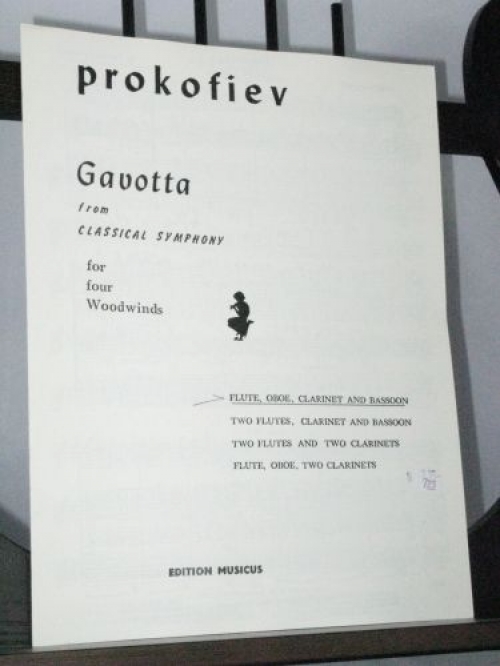 prokofiev
Gavotta
from
CLASSICAL SYMPHONY
for
four
Woodwinds
FLUTE, OBOE, CLARINET AND BASSOON
TWO FLUTES, CLARINET AND BASSOON
TWO FLUTES AND TWO CLARINETS
FLUTE, OBOE, TWO CLARINETS
EDITION MUSICUS